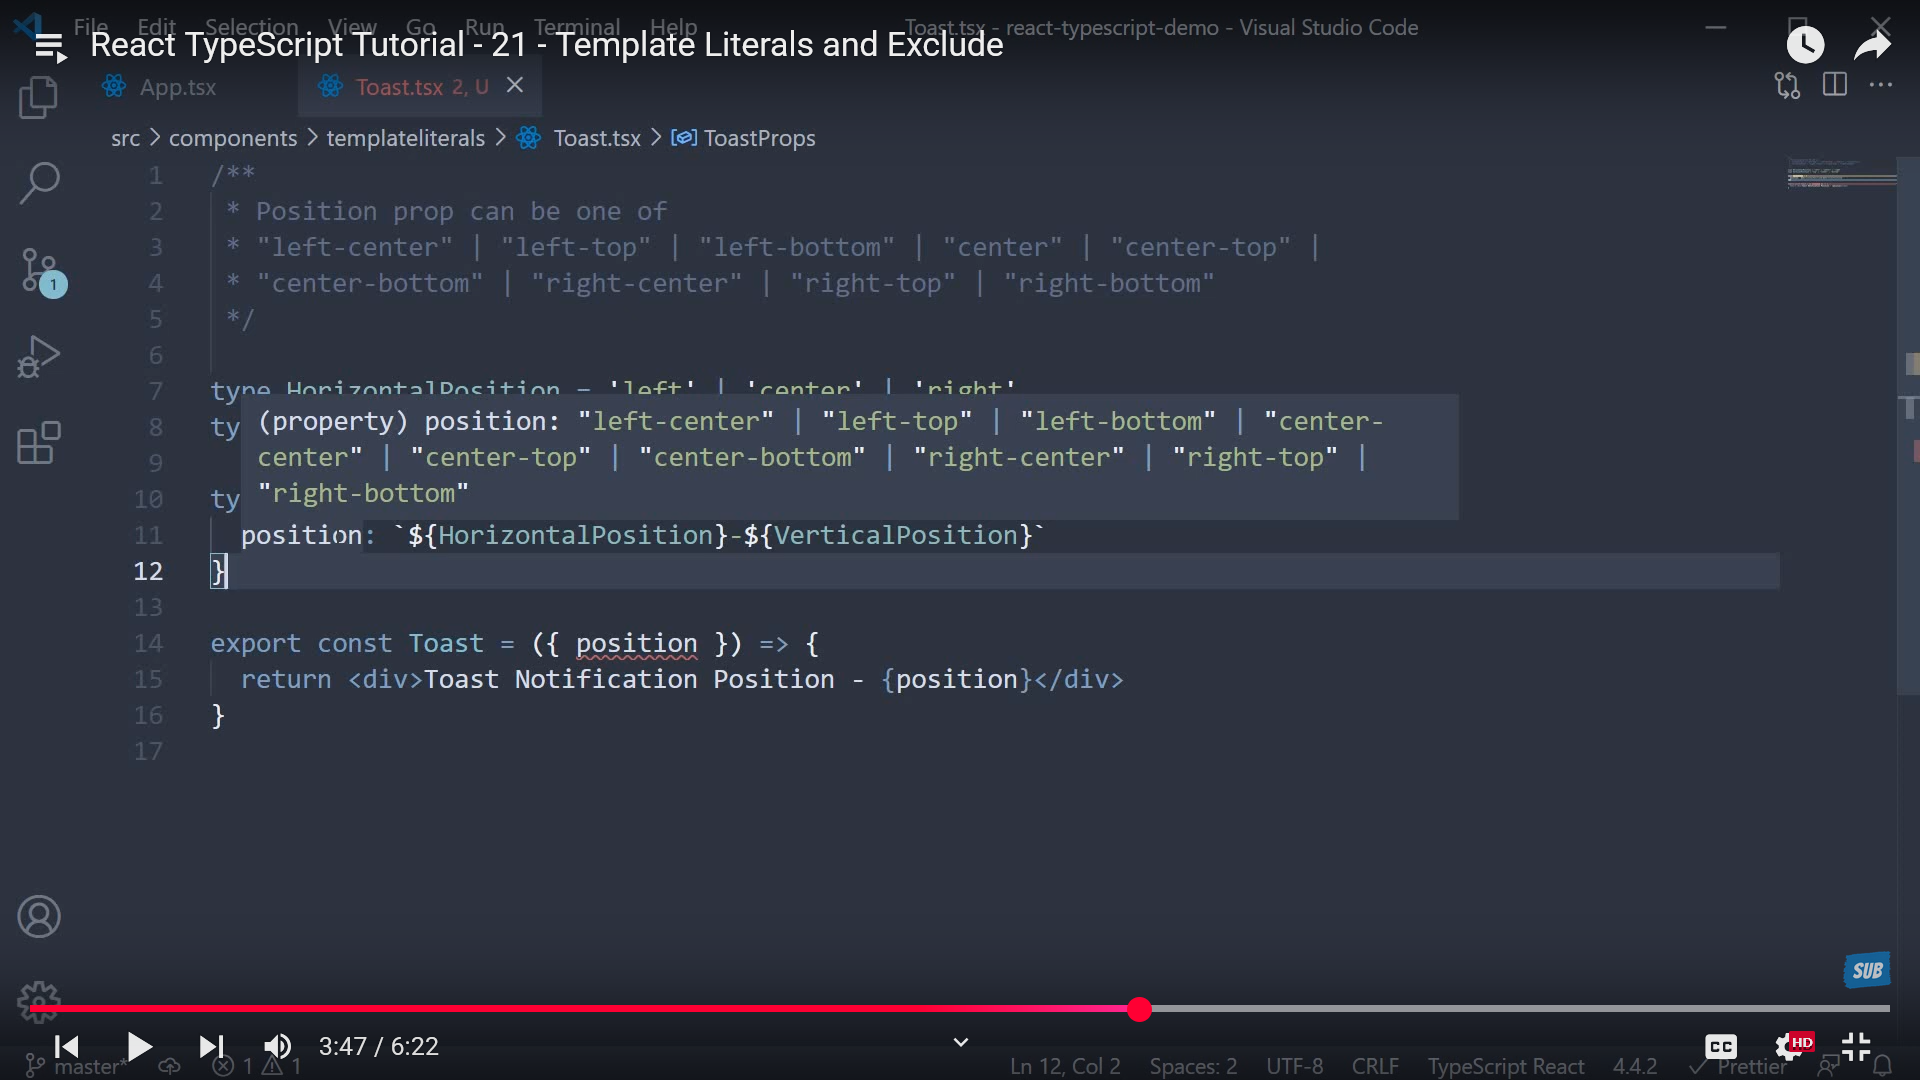 File Edit Selection View Go Run Terminal Help
Toast.tsx - react-typescript-demo - Visual Studio Code
React TypeScript Tutorial - 21 - Template Literals and Exclude
App.tsx
Toast.tsx 2, U
src > components > templateliterals > Toast.tsx > ToastProps
1 /**
2 * Position prop can be one of
3 * "left-center" | "left-top" | "left-bottom" | "center" | "center-top" |
4 * "center-bottom" | "right-center" | "right-top" | "right-bottom"
5 */
6
7 type HorizontalPosition = 'left' | 'center' | 'right'
8 ty
(property) position: "left-center" | "left-top" | "left-bottom" | "center-
center" | "center-top" | "center-bottom" | "right-center" | "right-top" |
"right-bottom"
9
10 ty
11 position: `${HorizontalPosition}-${VerticalPosition}`
12 }
13
14 export const Toast = ({ position }) => {
15 return <div>Toast Notification Position - {position}</div>
16 }
17
1
SUB
3:47 / 6:22
CC
HD
master* 1 1
Ln 12, Col 2 Spaces: 2 UTF-8 CRLF TypeScript React 4.4.2 Prettier